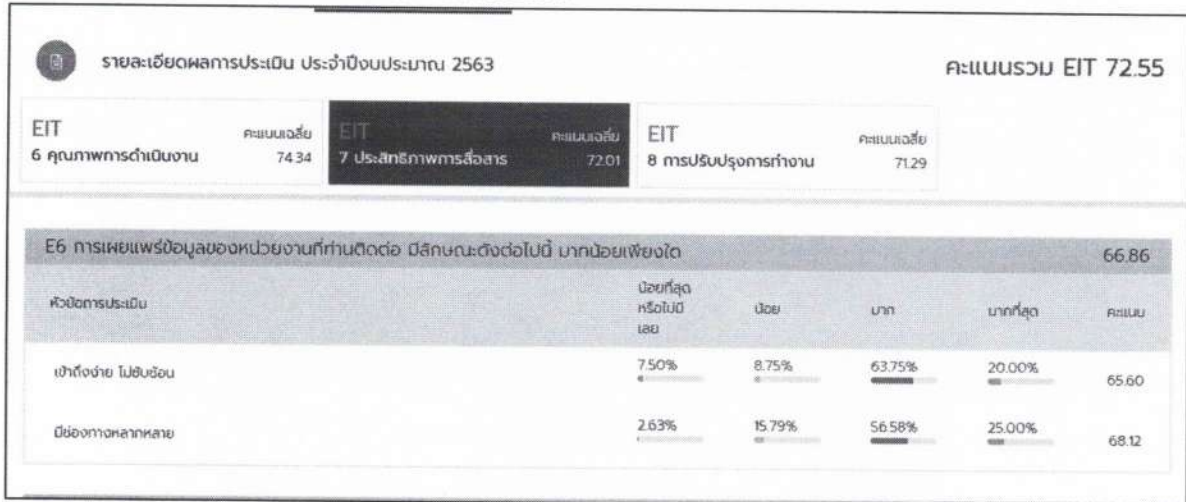 รายละเอียดผลการประเมิน ประจำปีงบประมาณ 2563
คะแนนรวม EIT 72.55
EIT
6 คุณภาพการดำเนินงาน
คะแนนเฉลี่ย
74.34
EIT
7 ประสิทธิภาพการสื่อสาร
คะแนนเฉลี่ย
72.01
EIT
8 การปรับปรุงการทำงาน
คะแนนเฉลี่ย
71.29
E6 การเผยแพร่ข้อมูลของหน่วยงานที่ท่านติดต่อ มีลักษณะดังต่อไปนี้ มากน้อยเพียงใด 66.86
หัวข้อการประเมิน
น้อยที่สุด
หรือไม่มี
เลย
น้อย
มาก
มากที่สุด
คะแนน
เข้าถึงง่าย ไม่ซับซ้อน 7.50% 8.75% 63.75% 20.00% 65.60
มีช่องทางหลากหลาย 2.63% 15.79% 56.58% 25.00% 68.12